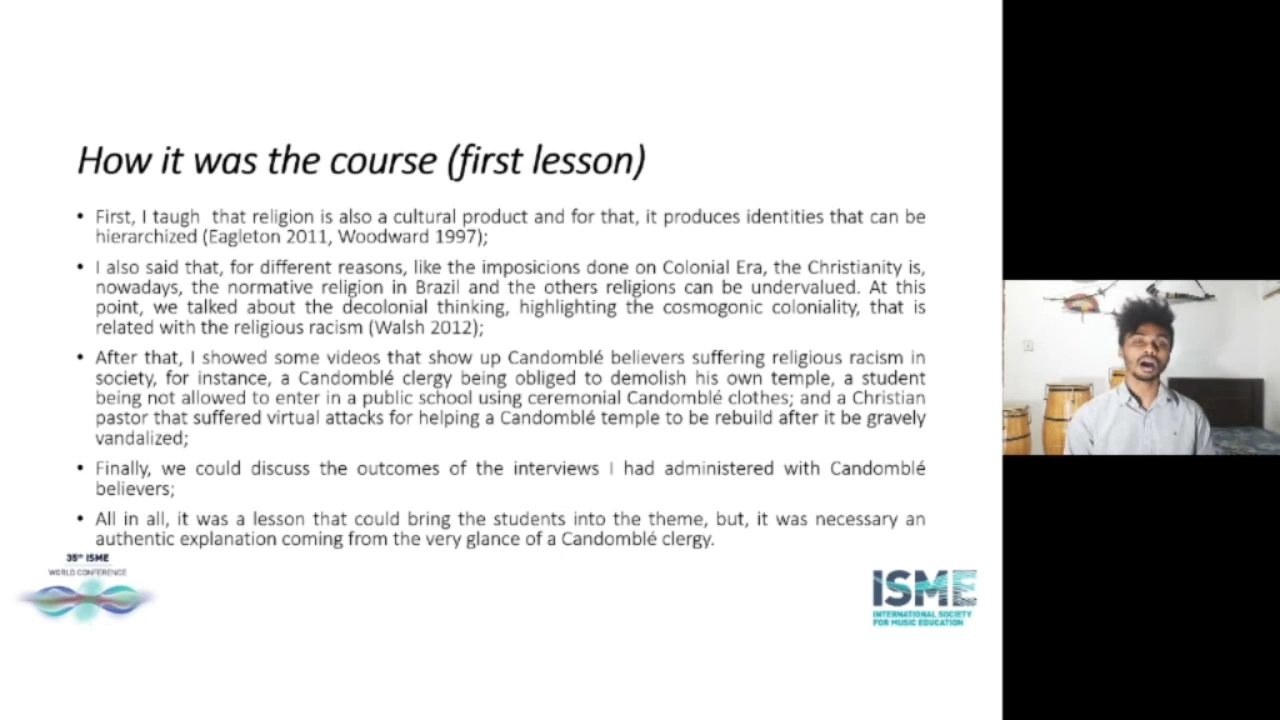 How it was the course (first lesson)
• First, I taugh that religion is also a cultural product and for that, it produces identities that can be
hierarchized (Eagleton 2011, Woodward 1997);
• I also said that, for different reasons, like the imposicions done on Colonial Era, the Christianity is,
nowadays, the normative religion in Brazil and the others religions can be undervalued. At this
point, we talked about the decolonial thinking, highlighting the cosmogonic coloniality, that is
related with the religious racism (Walsh 2012);
• After that, I showed some videos that show up Candomblé believers suffering religious racism in
society, for instance, a Candomblé clergy being obliged to demolish his own temple, a student
being not allowed to enter in a public school using ceremonial Candomblé clothes; and a Christian
pastor that suffered virtual attacks for helping a Candomblé temple to be rebuild after it be gravely
vandalized;
• Finally, we could discuss the outcomes of the interviews I had administered with Candomblé
believers;
• All in all, it was a lesson that could bring the students into the theme, but, it was necessary an
authentic explanation coming from the very glance of a Candomblé clergy.
35th ISME
WORLD CONFERENCE
ISME
INTERNATIONAL SOCIETY
FOR MUSIC EDUCATION